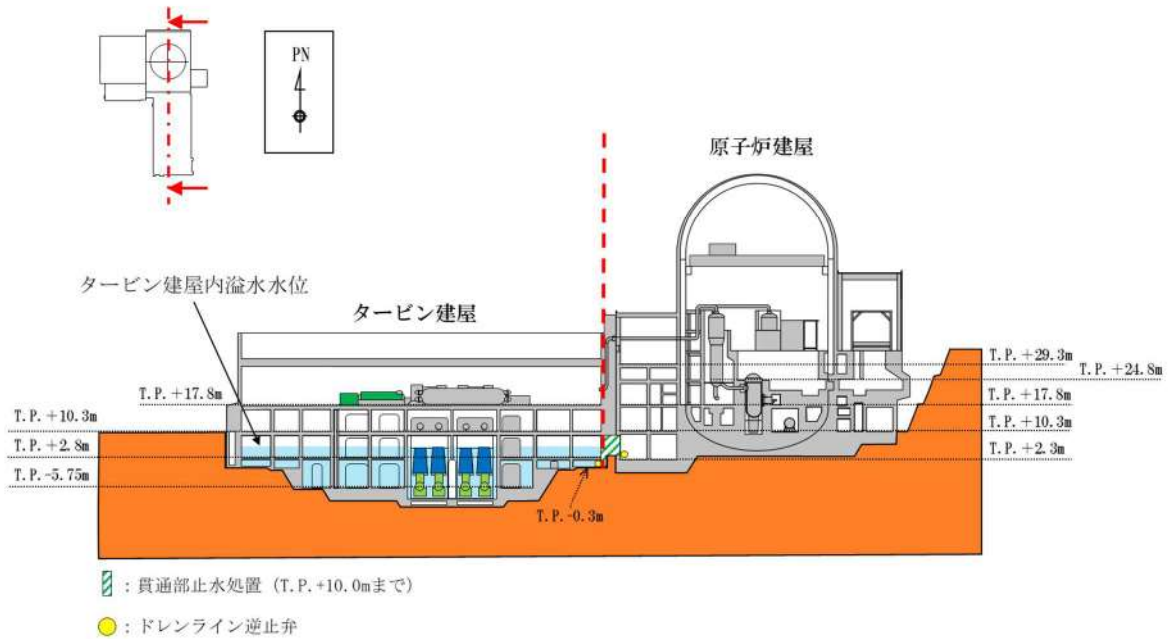 PN
原子炉建屋
タービン建屋内溢水水位
タービン建屋
T.P.+29.3m
T.P.+24.8m
T.P.+17.8m
T.P.+17.8m
T.P.+10.3m
T.P.+10.3m
T.P.+2.8m
T.P.+2.3m
T.P.-5.75m
T.P.-0.3m
：貫通部止水処置（T.P.+10.0mまで）
：ドレンライン逆止弁